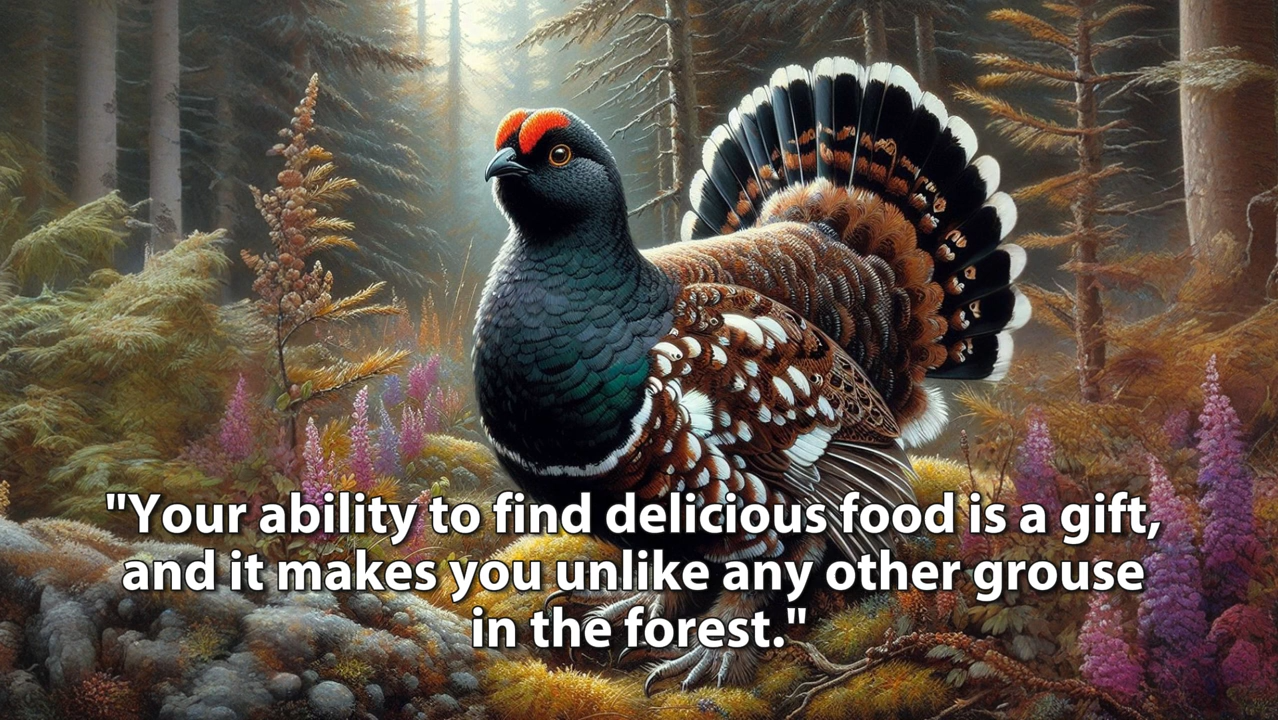 "Your ability to find delicious food is a gift,
and it makes you unlike any other grouse
in the forest."